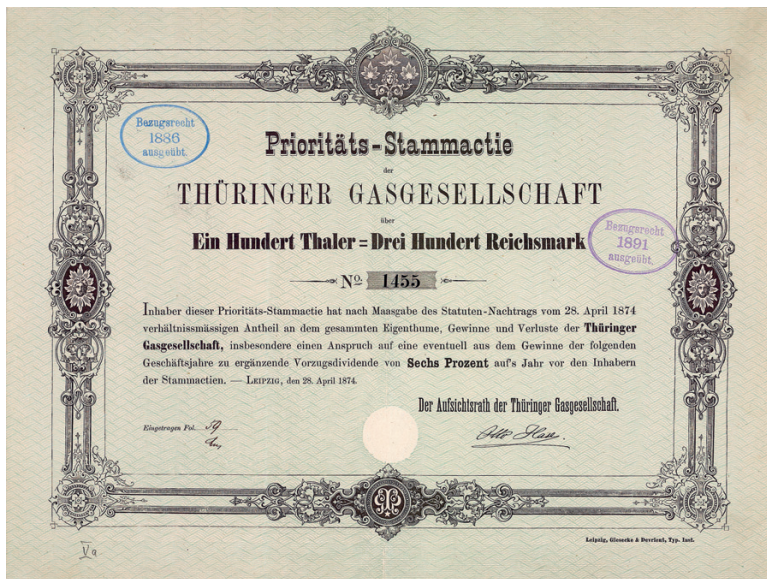 Bezugsrecht
1886
ausgeübt.
Prioritäts-Stammactie
der
THÜRINGER GASGESELLSCHAFT
über
Ein Hundert Thaler = Drei Hundert Reichsmark
Bezugsrecht
1891
ausgeübt.
No. 1455
Inhaber dieser Prioritäts-Stammactie hat nach Maasgabe des Statuten-Nachtrags vom 28. April 1874
verhältnissmässigen Antheil an dem gesammten Eigenthume, Gewinne und Verluste der Thüringer
Gasgesellschaft, insbesondere einen Anspruch auf eine eventuell aus dem Gewinne der folgenden
Geschäftsjahre zu ergänzende Vorzugsdividende von Sechs Prozent auf's Jahr vor den Inhabern
der Stammactien. — LEIPZIG, den 28. April 1874.
Der Aufsichtsrath der Thüringer Gasgesellschaft.
Eingetragen Fol. 59
Otto
Leipzig, Giesecke & Devrient, Typ. Inst.
Va